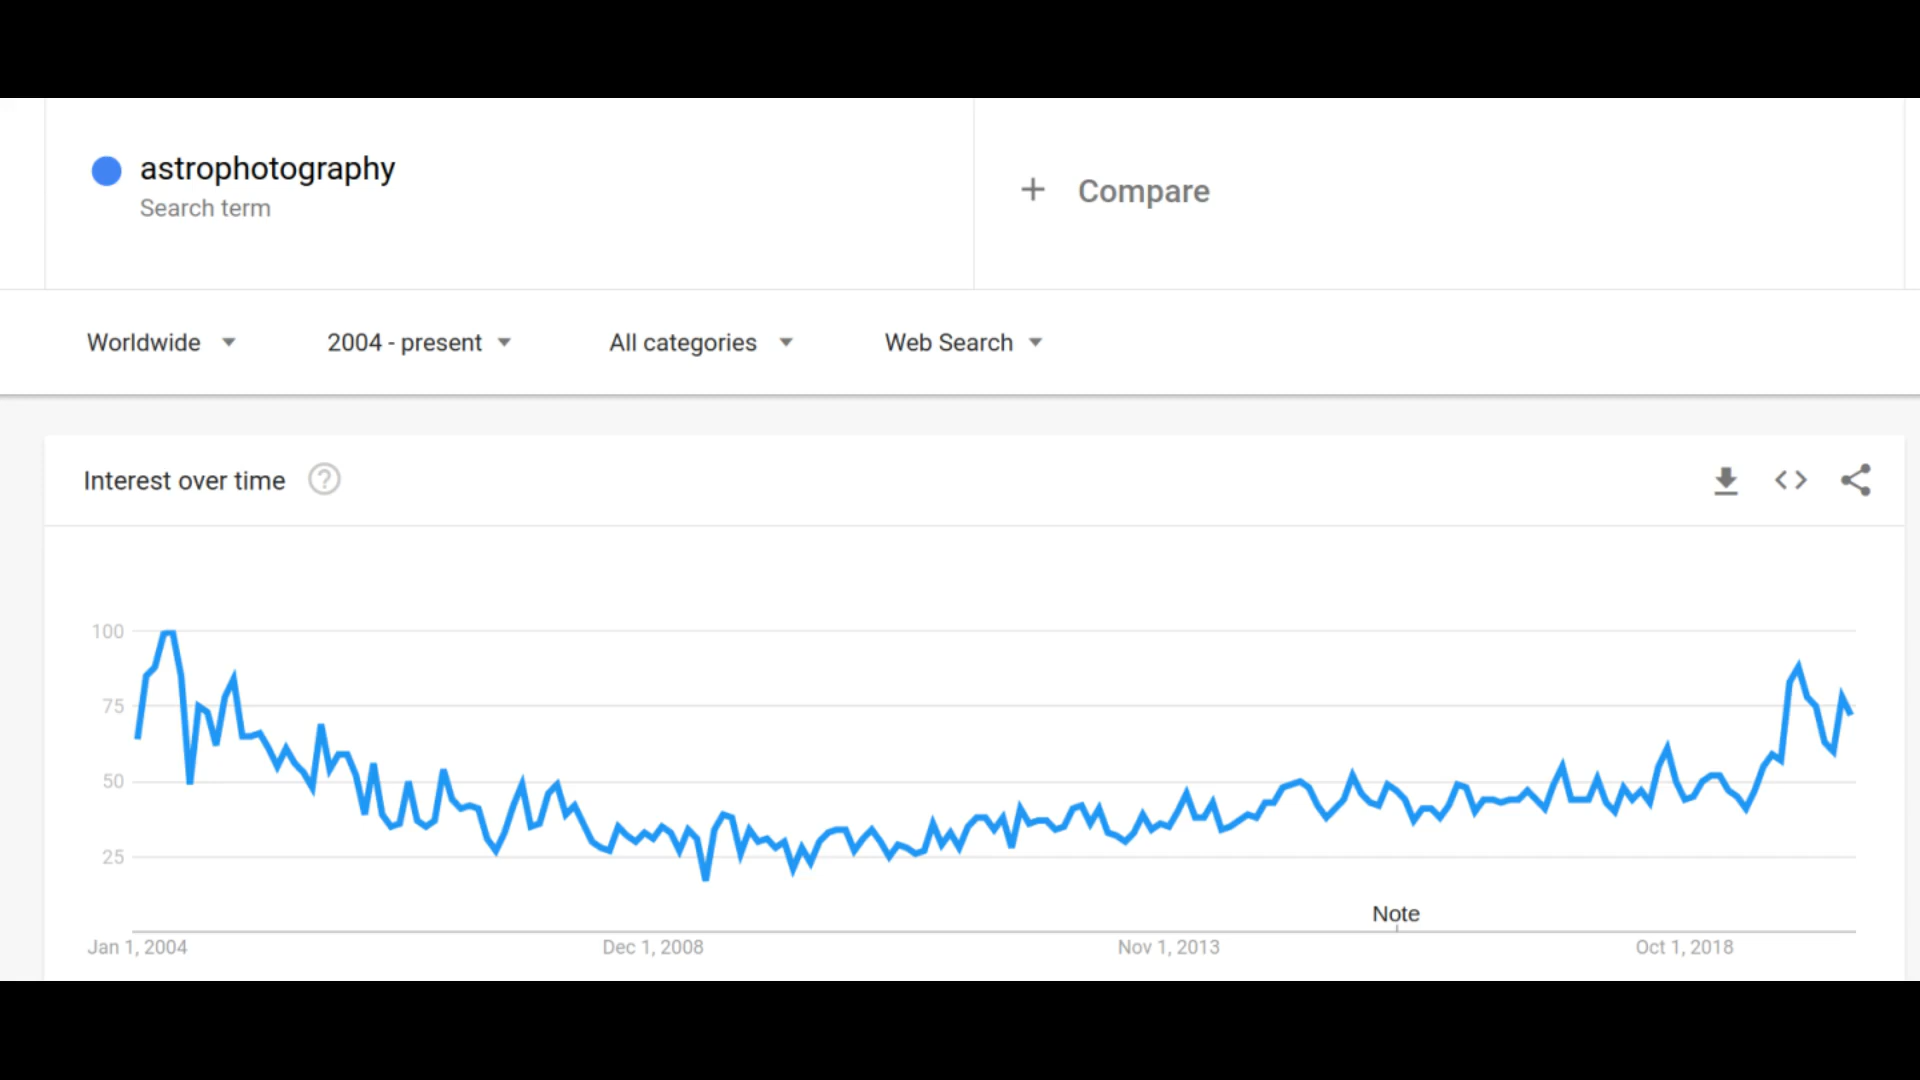 astrophotography
Search term
+ Compare
Worldwide
2004 - present
All categories
Web Search
Interest over time ?
100
75
50
25
Note
Jan 1, 2004
Dec 1, 2008
Nov 1, 2013
Oct 1, 2018